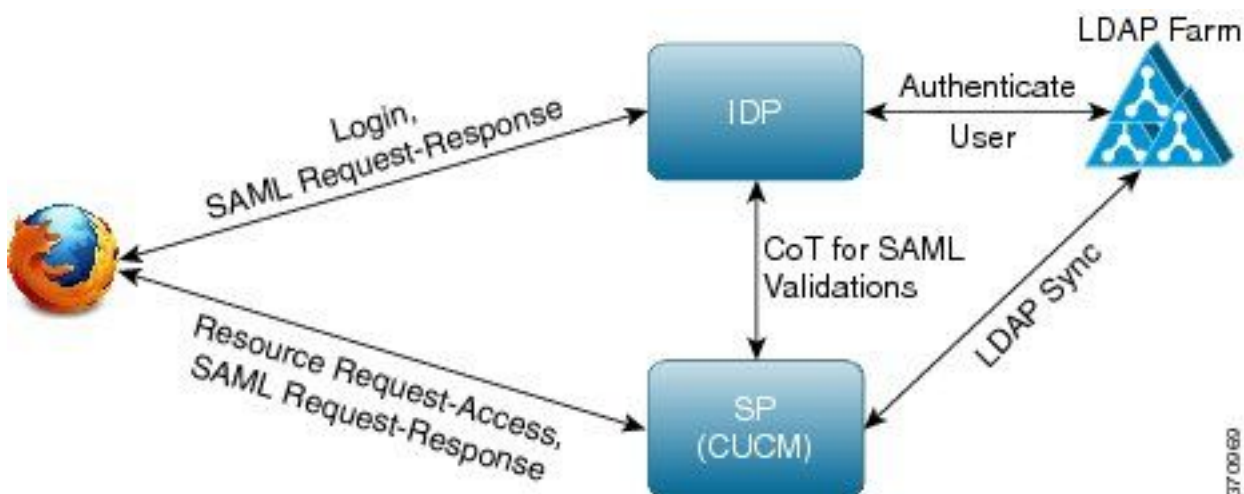 LDAP Farm
Login,
SAML Request-Response
IDP
Authenticate
User
CoT for SAML
Validations
LDAP Sync
Resource Request-Access,
SAML Request-Response
SP
(CUCM)
370969